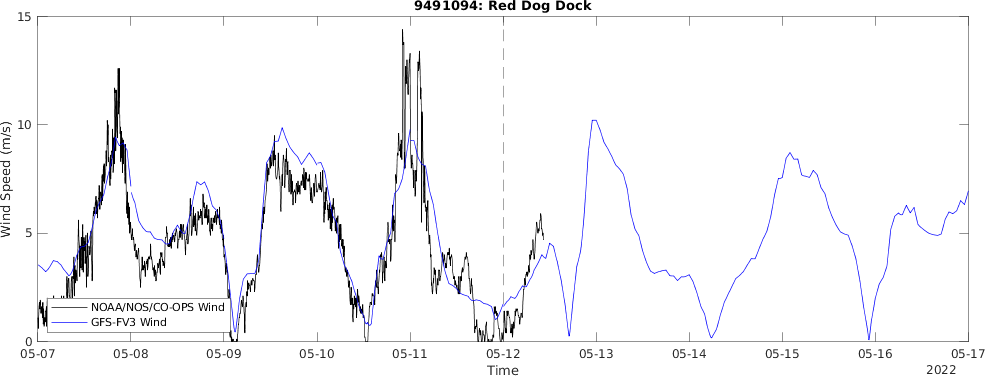 9491094: Red Dog Dock
Wind Speed (m/s)
15
10
5
0
NOAA/NOS/CO-OPS Wind
GFS-FV3 Wind
05-07 05-08 05-09 05-10 05-11 05-12 05-13 05-14 05-15 05-16 05-17
Time
2022